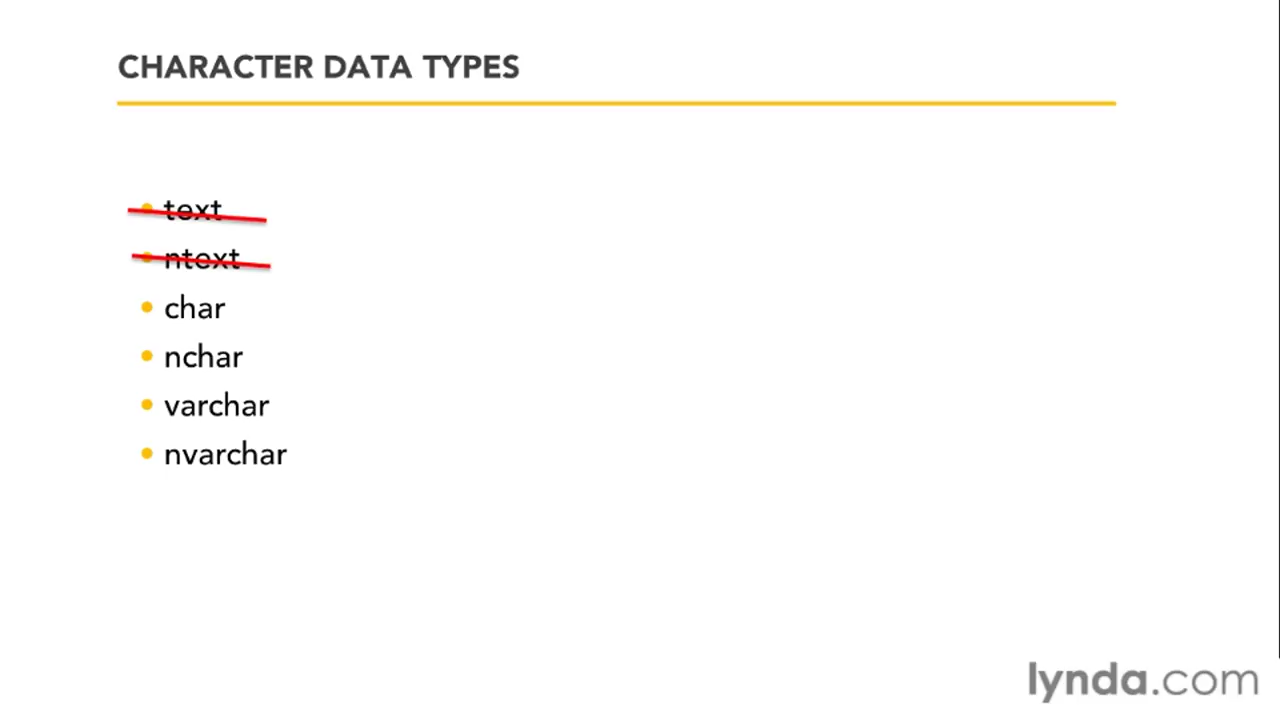 CHARACTER DATA TYPES
• text
• ntext
• char
• nchar
• varchar
• nvarchar
lynda.com